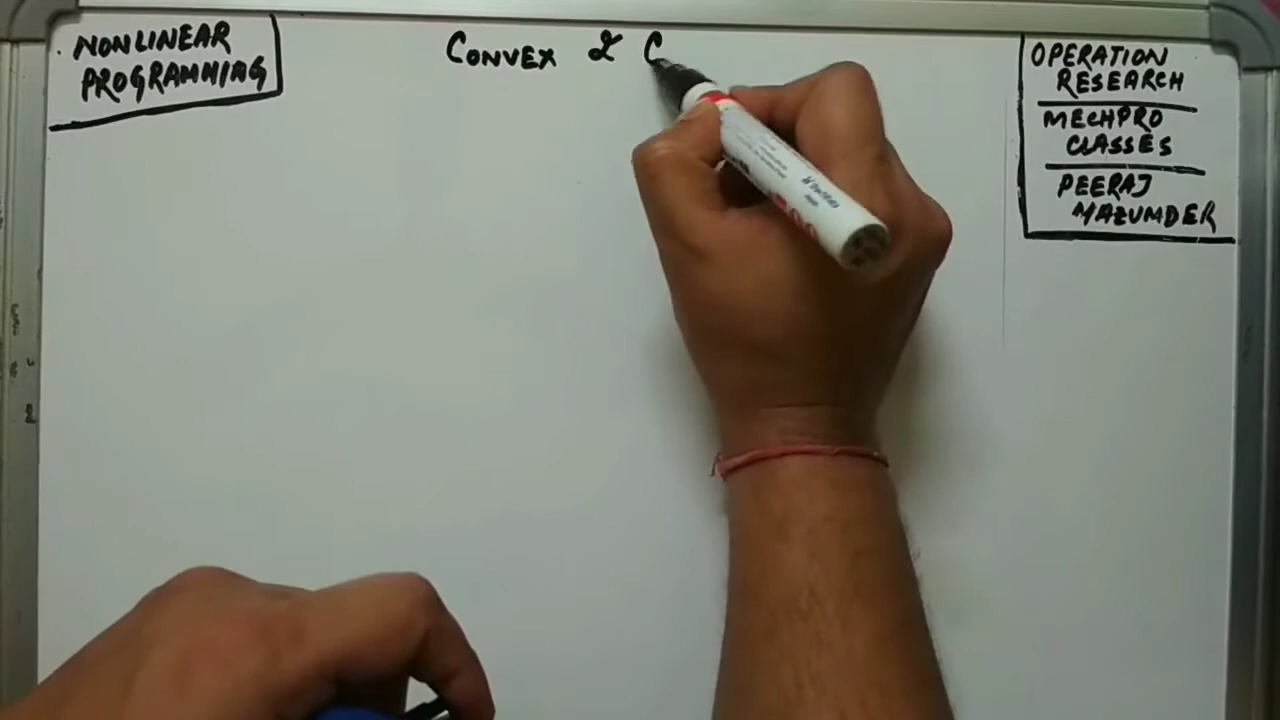 NONLINEAR
PROGRAMMING
CONVEX & C
OPERATION
RESEARCH
MECHPRO
CLASSES
PEERAJ
MAZUMDER